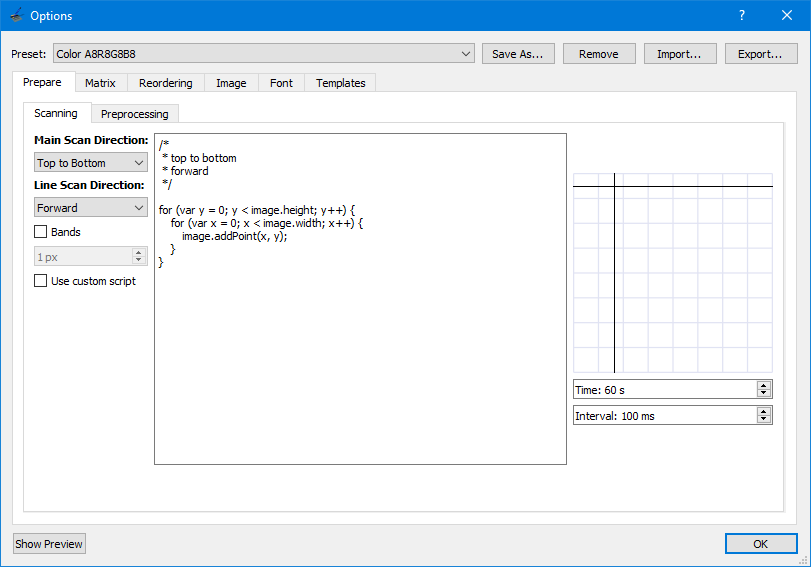 Options
Preset: Color A8R8G8B8 Save As... Remove Import... Export...
Prepare Matrix Reordering Image Font Templates
Scanning Preprocessing
Main Scan Direction:
Top to Bottom
Line Scan Direction:
Forward
Bands
1 px
Use custom script
/*
* top to bottom
* forward
*/
for (var y = 0; y < image.height; y++) {
for (var x = 0; x < image.width; x++) {
image.addPoint(x, y);
}
}
Time: 60 s
Interval: 100 ms
Show Preview OK